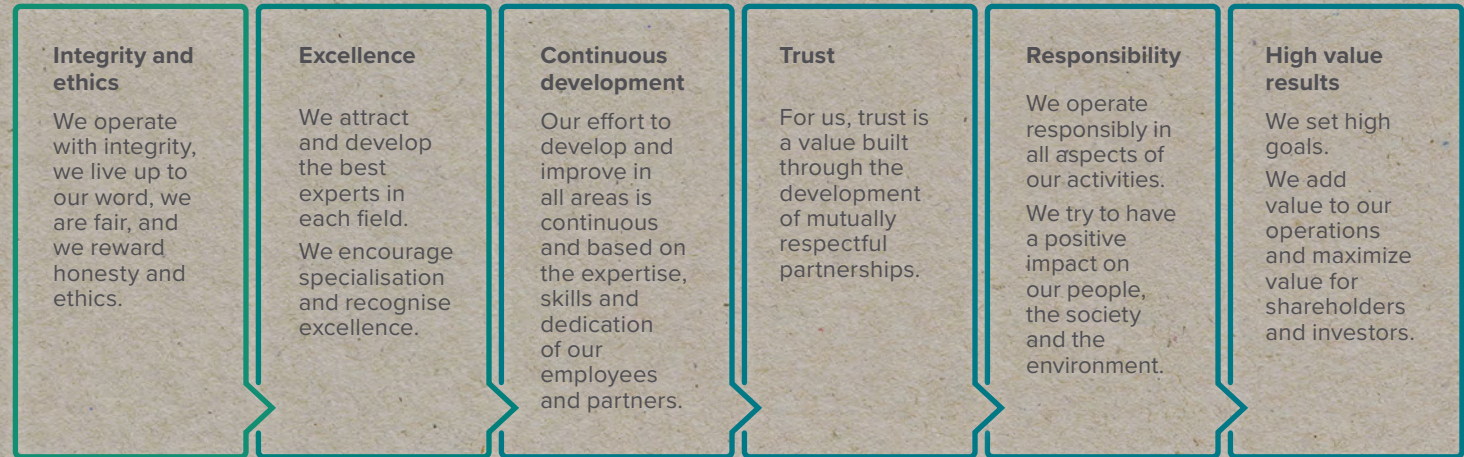 Integrity and
ethics
We operate
with integrity,
we live up to
our word, we
are fair, and
we reward
honesty and
ethics.
Excellence
We attract
and develop
the best
experts in
each field.
We encourage
specialisation
and recognise
excellence.
Continuous
development
Our effort to
develop and
improve in
all areas is
continuous
and based on
the expertise,
skills and
dedication
of our
employees
and partners.
Trust
For us, trust is
a value built
through the
development
of mutually
respectful
partnerships.
Responsibility
We operate
responsibly in
all aspects of
our activities.
We try to have
a positive
impact on
our people,
the society
and the
environment.
High value
results
We set high
goals.
We add
value to our
operations
and maximize
value for
shareholders
and investors.